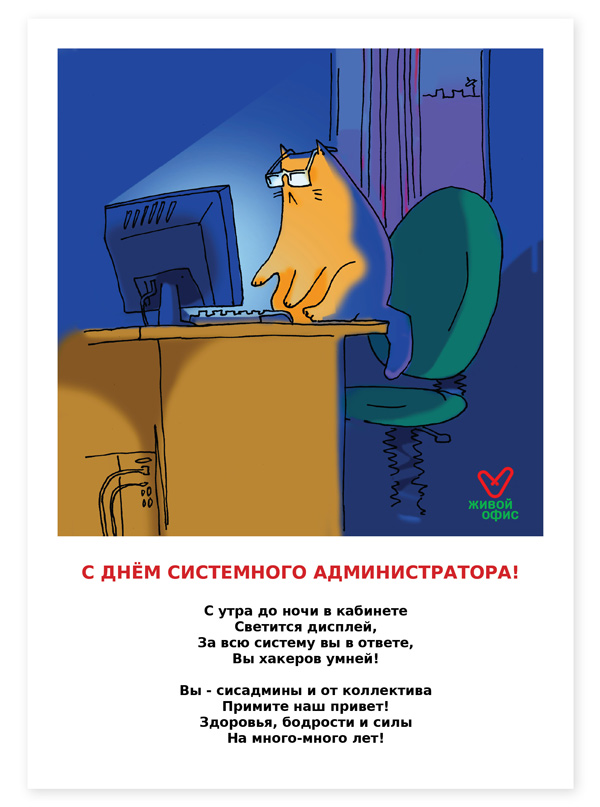 ЖИВОЙ
ОФИС
С ДНЁМ СИСТЕМНОГО АДМИНИСТРАТОРА!
С утра до ночи в кабинете
Светится дисплей,
За всю систему вы в ответе,
Вы хакеров умней!
Вы - сисадмины и от коллектива
Примите наш привет!
Здоровья, бодрости и силы
На много-много лет!